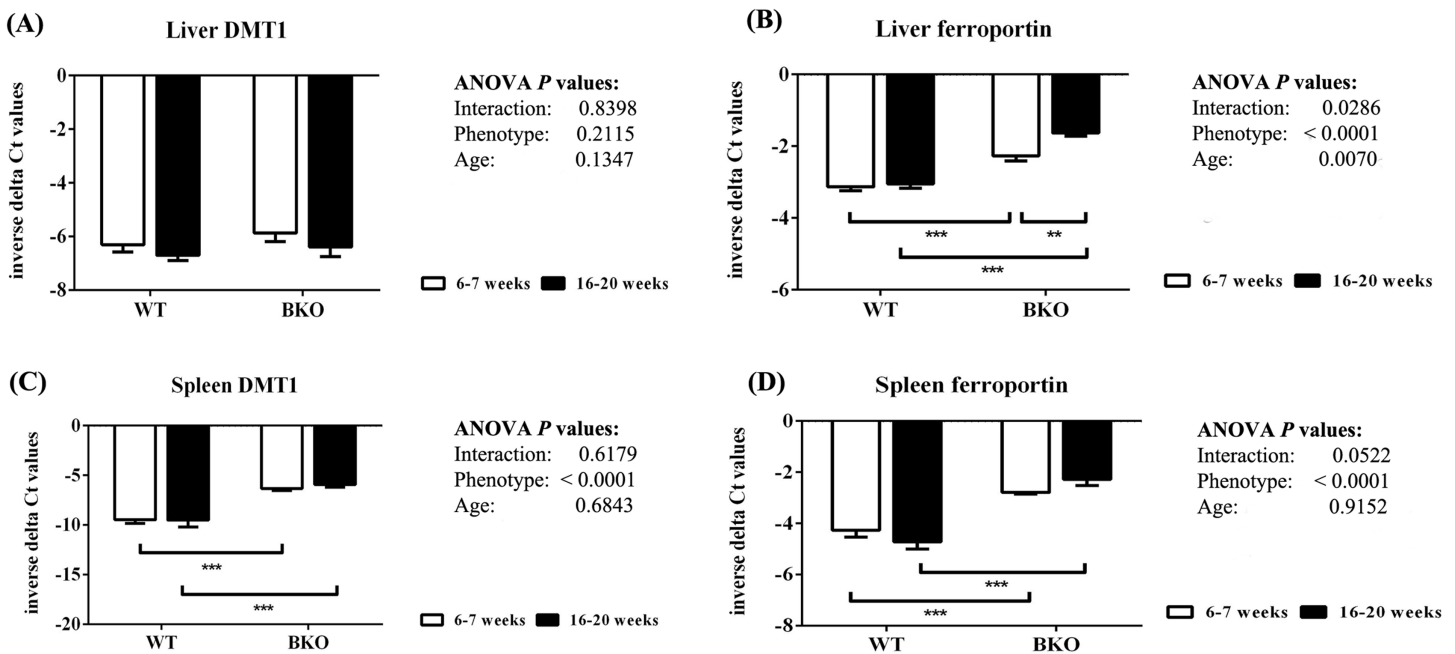 (A)
Liver DMT1
inverse delta Ct values
0
-2
-4
-6
-8
WT
BKO
ANOVA P values:
Interaction: 0.8398
Phenotype: 0.2115
Age: 0.1347
6-7 weeks 16-20 weeks
(B)
Liver ferroportin
inverse delta Ct values
0
-2
-4
-6
***
**
***
WT
BKO
ANOVA P values:
Interaction: 0.0286
Phenotype: < 0.0001
Age: 0.0070
6-7 weeks 16-20 weeks
(C)
Spleen DMT1
inverse delta Ct values
0
-5
-10
-15
-20
***
***
WT
BKO
ANOVA P values:
Interaction: 0.6179
Phenotype: < 0.0001
Age: 0.6843
6-7 weeks 16-20 weeks
(D)
Spleen ferroportin
inverse delta Ct values
0
-2
-4
-6
-8
***
***
WT
BKO
ANOVA P values:
Interaction: 0.0522
Phenotype: < 0.0001
Age: 0.9152
6-7 weeks 16-20 weeks